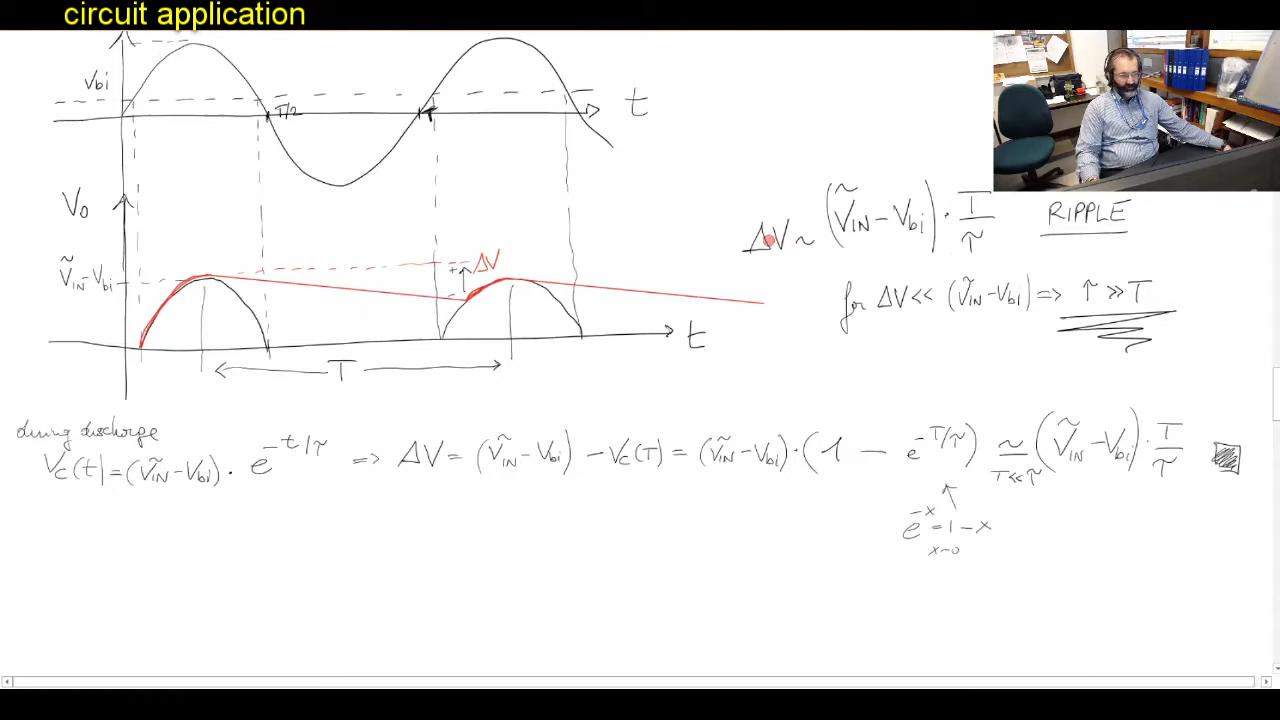 circuit application
Vbi
T/2
T
t
V₀
ṼIN-Vbi
ΔV
t
T
ΔV ~ (ṼIN - Vbi) · T/τ RIPPLE
for ΔV << (ṼIN-Vbi) => τ >> T
during discharge
Vc(t) = (ṼIN-Vbi) · e^-t/τ => ΔV = (ṼIN-Vbi) - Vc(T) = (ṼIN-Vbi) · (1 - e^-T/τ) ≃ (ṼIN-Vbi) · T/τ
T<<τ
e^-x = 1-x
x→0